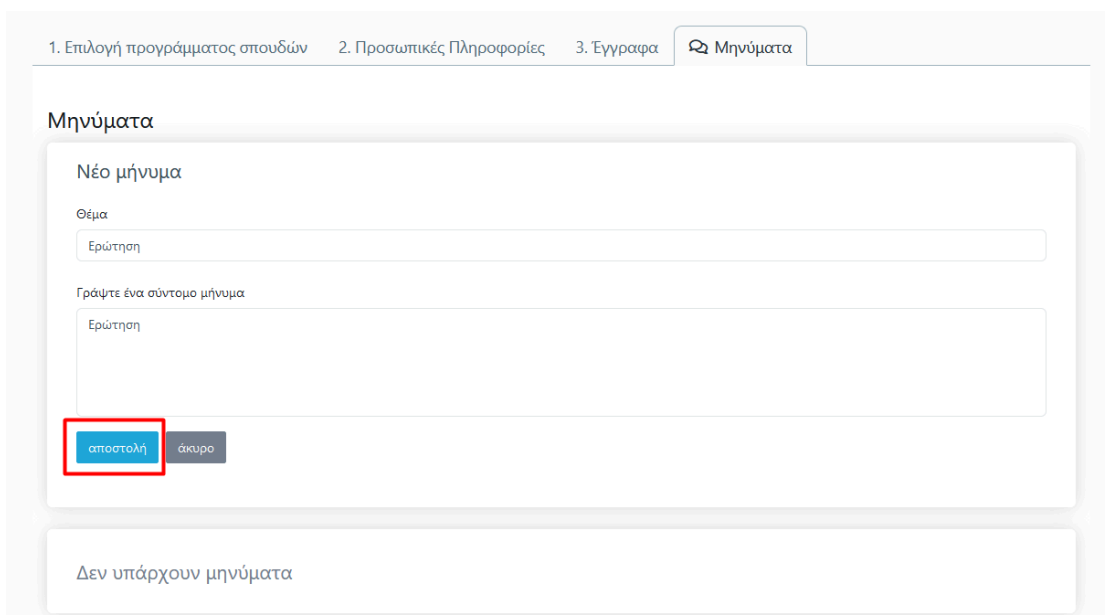 1. Επιλογή προγράμματος σπουδών 2. Προσωπικές Πληροφορίες 3. Έγγραφα Μηνύματα
Μηνύματα
Νέο μήνυμα
Θέμα
Ερώτηση
Γράψτε ένα σύντομο μήνυμα
Ερώτηση
αποστολή άκυρο
Δεν υπάρχουν μηνύματα